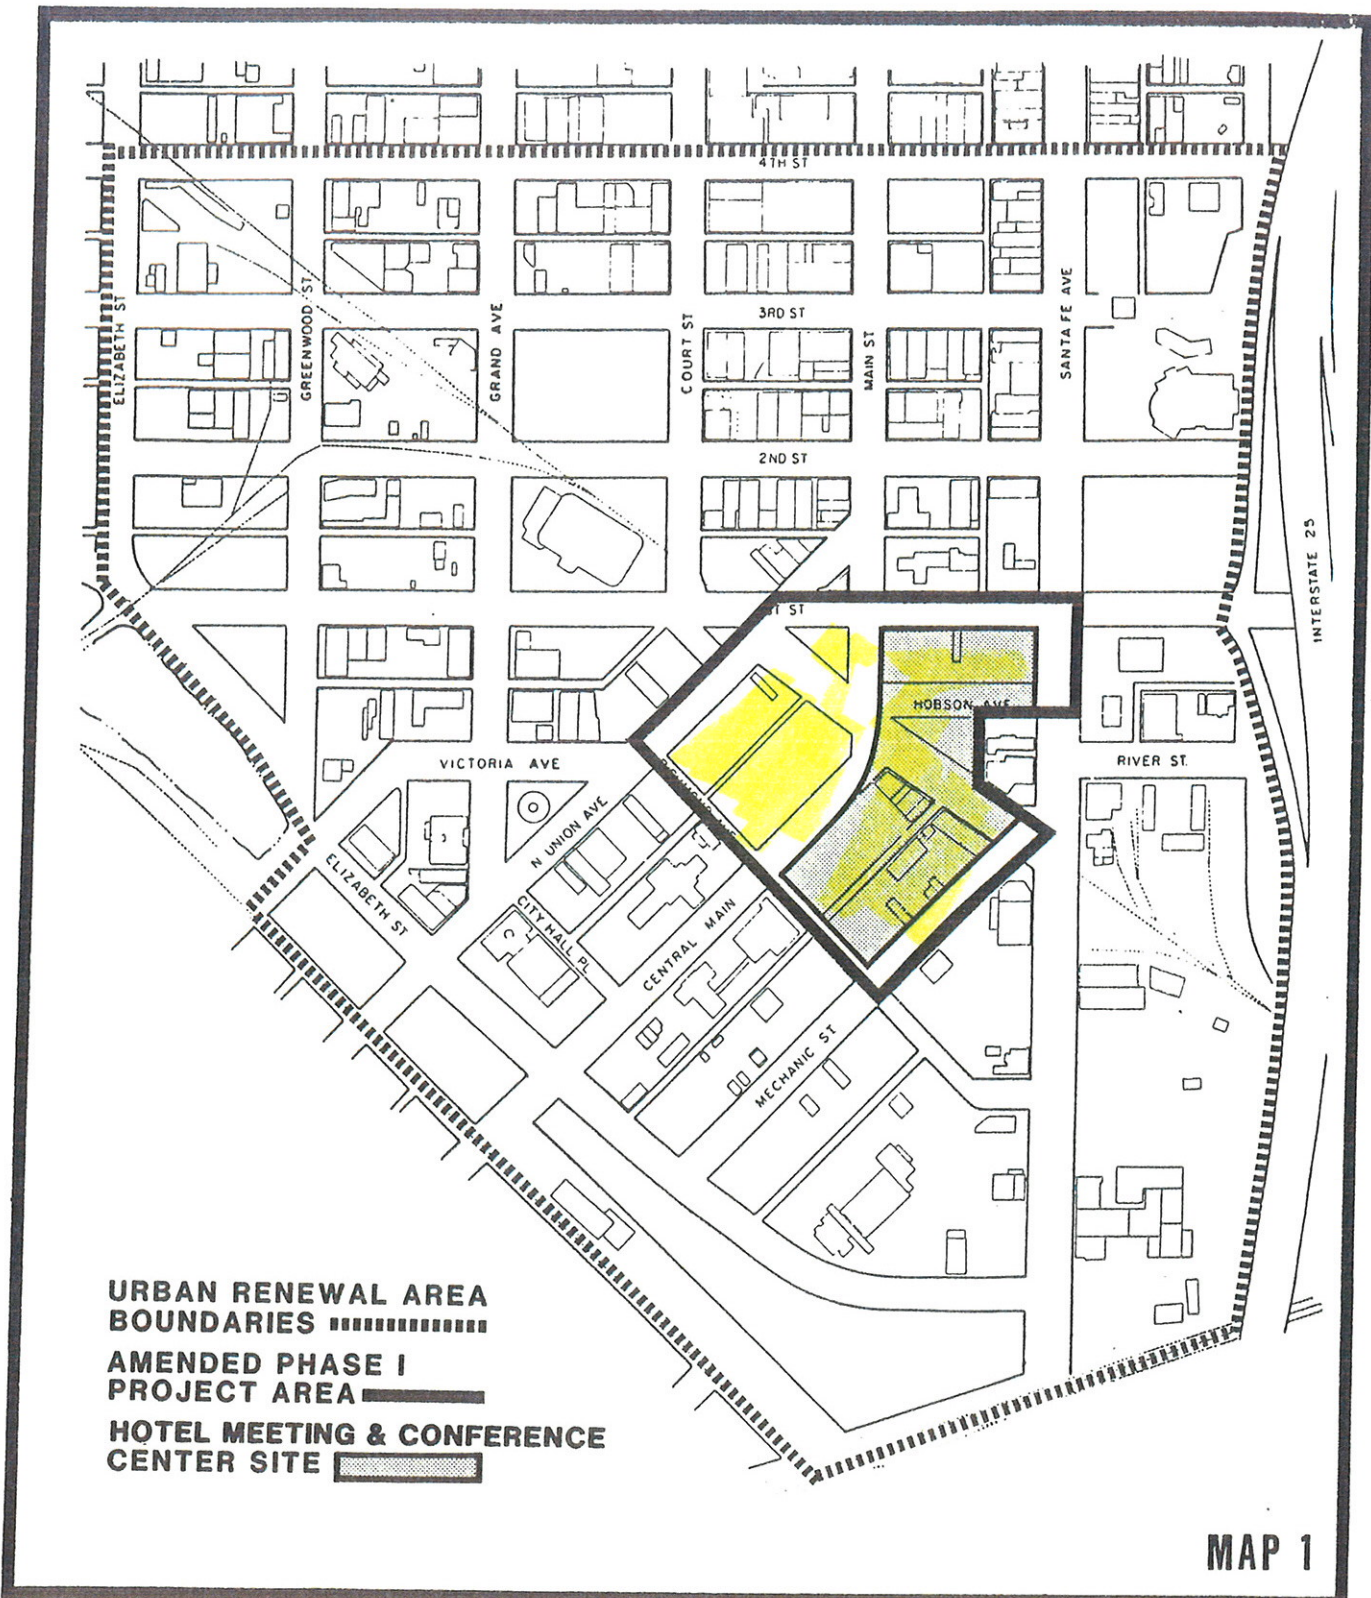 4TH ST
ELIZABETH ST
GREENWOOD ST
GRAND AVE
COURT ST
3RD ST
MAIN ST
SANTA FE AVE
2ND ST
INTERSTATE 25
ST ST
HOBSON AVE
VICTORIA AVE
RIVER ST.
N UNION AVE
ELIZABETH ST
CITY HALL PL
CENTRAL MAIN
MECHANIC ST
URBAN RENEWAL AREA
BOUNDARIES
AMENDED PHASE I
PROJECT AREA
HOTEL MEETING & CONFERENCE
CENTER SITE
MAP 1